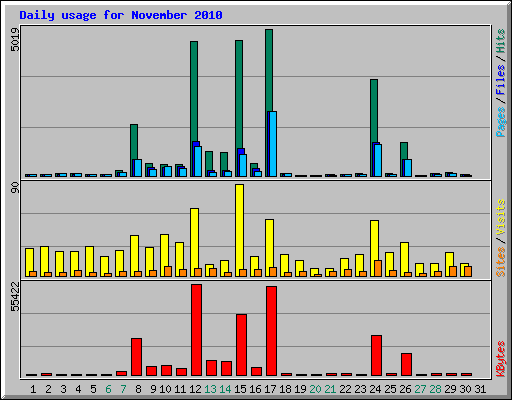 Daily usage for November 2010
5019
Pages / Files / Hits
90
Sites / Visits
55422
KBytes
1 2 3 4 5 6 7 8 9 10 11 12 13 14 15 16 17 18 19 20 21 22 23 24 25 26 27 28 29 30 31